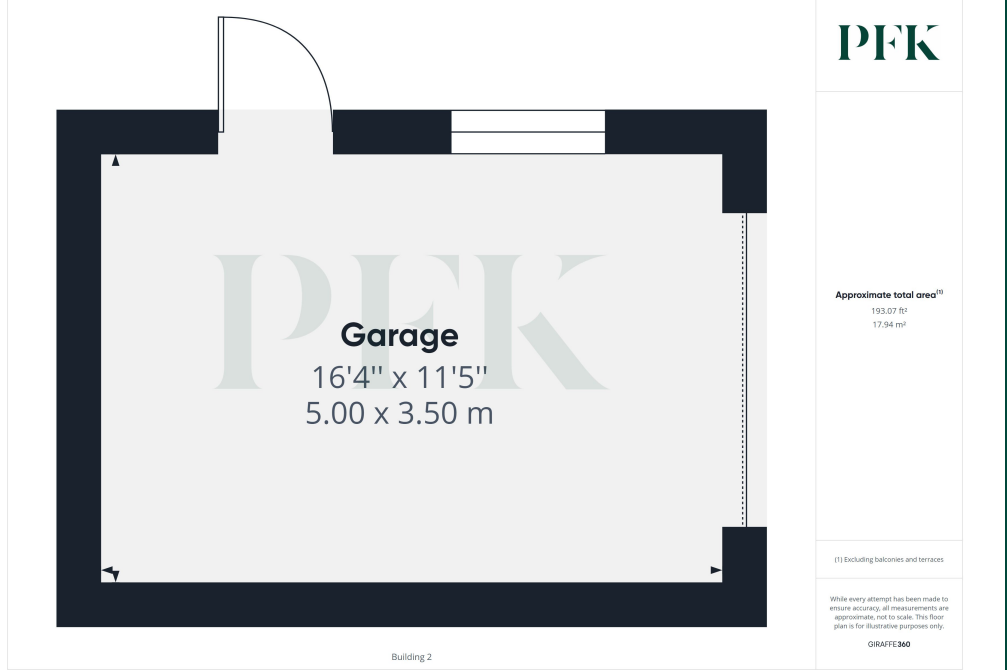 PFK
PFK
Garage
16'4'' x 11'5''
5.00 x 3.50 m
Building 2
Approximate total area(1)
193.07 ft²
17.94 m²
(1) Excluding balconies and terraces
While every attempt has been made to
ensure accuracy, all measurements are
approximate, not to scale. This floor
plan is for illustrative purposes only.
GIRAFFE360